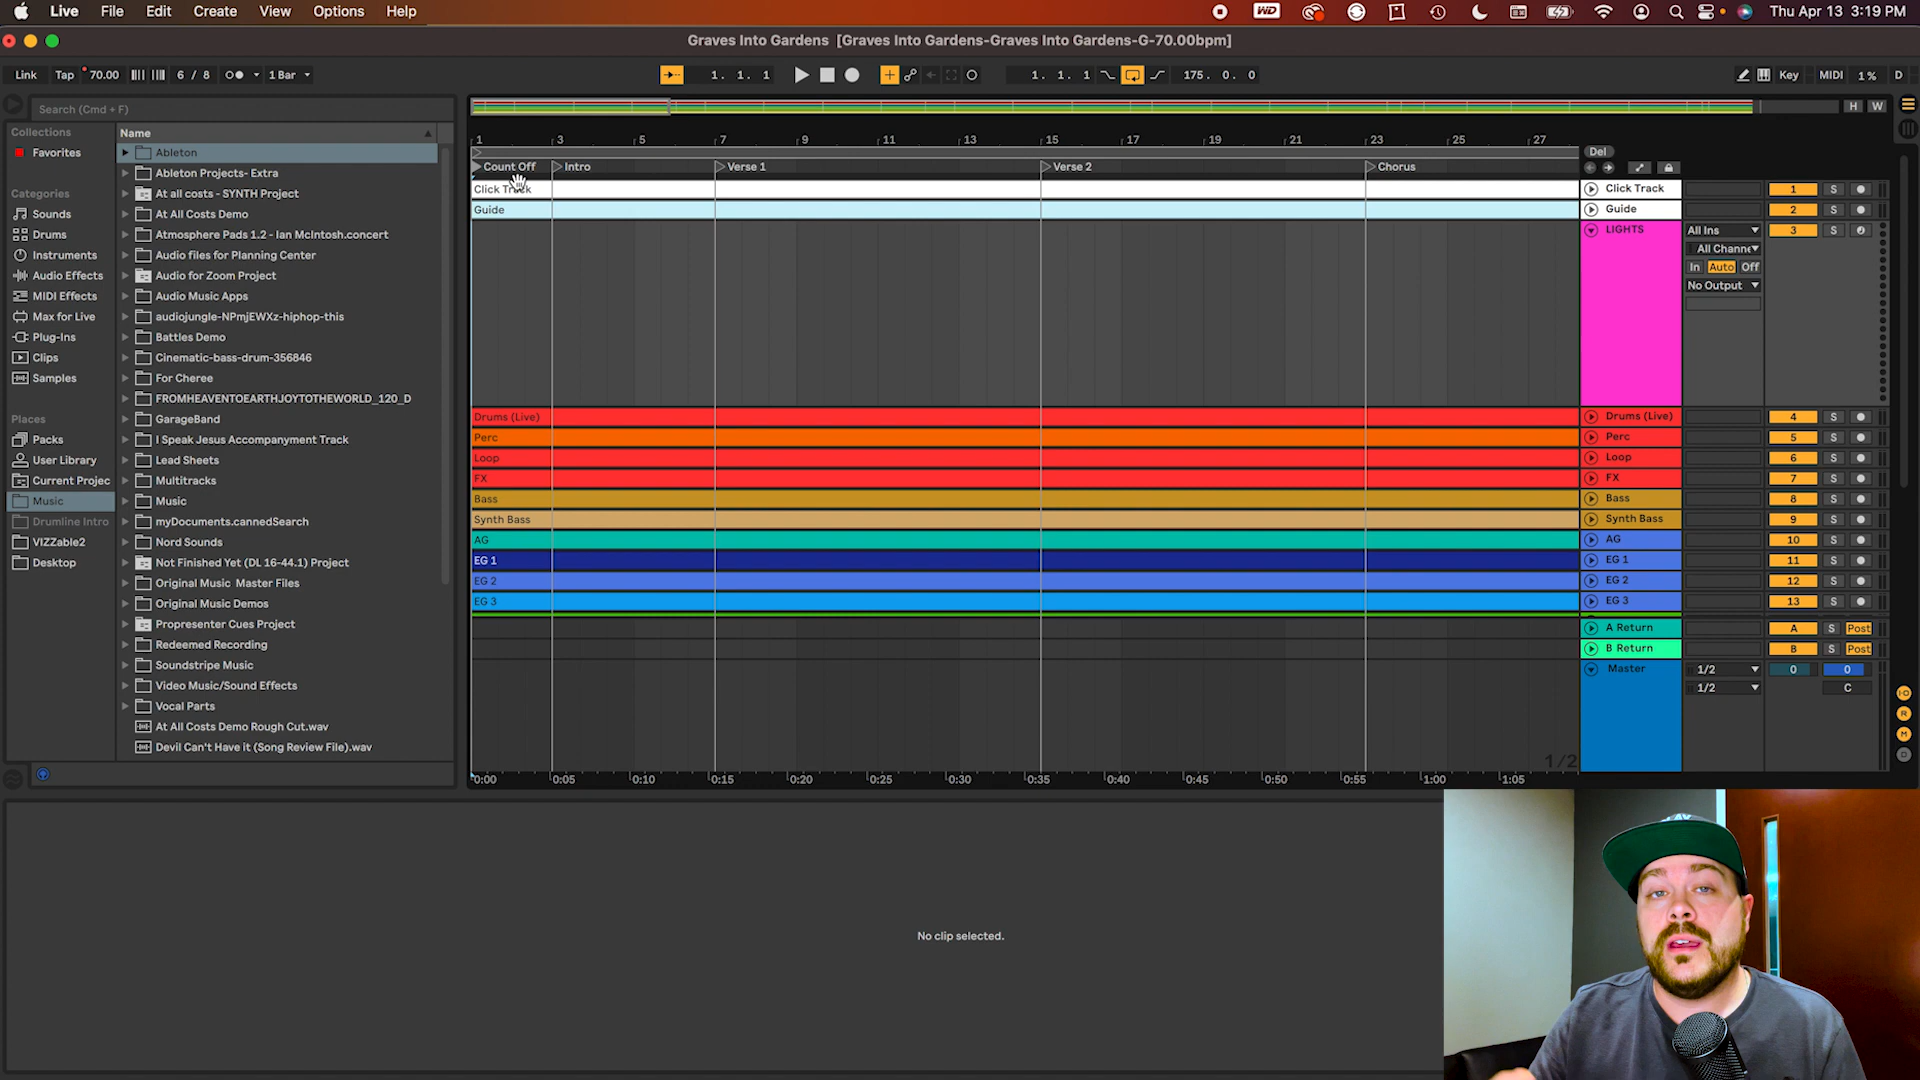 Live File Edit Create View Options Help
WD
Thu Apr 13 3:19 PM
Graves Into Gardens [Graves Into Gardens-Graves Into Gardens-G-70.00bpm]
Link Tap 70.00 6 / 8 1 Bar
1. 1. 1
1. 1. 1
175. 0. 0
Key MIDI 1 % D
Search (Cmd + F)
H W
Collections
Favorites
Categories
Sounds
Drums
Instruments
Audio Effects
MIDI Effects
Max for Live
Plug-Ins
Clips
Samples
Places
Packs
User Library
Current Projec
Music
Drumline Intro
VIZZable2
Desktop
Name
Ableton
Ableton Projects- Extra
At all costs - SYNTH Project
At All Costs Demo
Atmosphere Pads 1.2 - Ian McIntosh.concert
Audio files for Planning Center
Audio for Zoom Project
Audio Music Apps
audiojungle-NPmjEWXz-hiphop-this
Battles Demo
Cinematic-bass-drum-356846
For Cheree
FROMHEAVENTOEARTHJOYTOTHEWORLD_120_D
GarageBand
I Speak Jesus Accompanyment Track
Lead Sheets
Multitracks
Music
myDocuments.cannedSearch
Nord Sounds
Not Finished Yet (DL 16-44.1) Project
Original Music Master Files
Original Music Demos
Propresenter Cues Project
Redeemed Recording
Soundstripe Music
Video Music/Sound Effects
Vocal Parts
At All Costs Demo Rough Cut.wav
Devil Can't Have it (Song Review File).wav
1 3 5 7 9 11 13 15 17 19 21 23 25 27
Del
Count Off Intro Verse 1 Verse 2 Chorus
Click Track
Guide
Drums (Live)
Perc
Loop
FX
Bass
Synth Bass
AG
EG 1
EG 2
EG 3
1/2
0:00 0:05 0:10 0:15 0:20 0:25 0:30 0:35 0:40 0:45 0:50 0:55 1:00 1:05
Click Track 1 S
Guide 2 S
LIGHTS All Ins 3 S
All Channe
In Auto Off
No Output
Drums (Live) 4 S
Perc 5 S
Loop 6 S
FX 7 S
Bass 8 S
Synth Bass 9 S
AG 10 S
EG 1 11 S
EG 2 12 S
EG 3 13 S
A Return A S Post
B Return B S Post
Master 1/2 0 0
1/2 C
I·O
R
M
D
No clip selected.